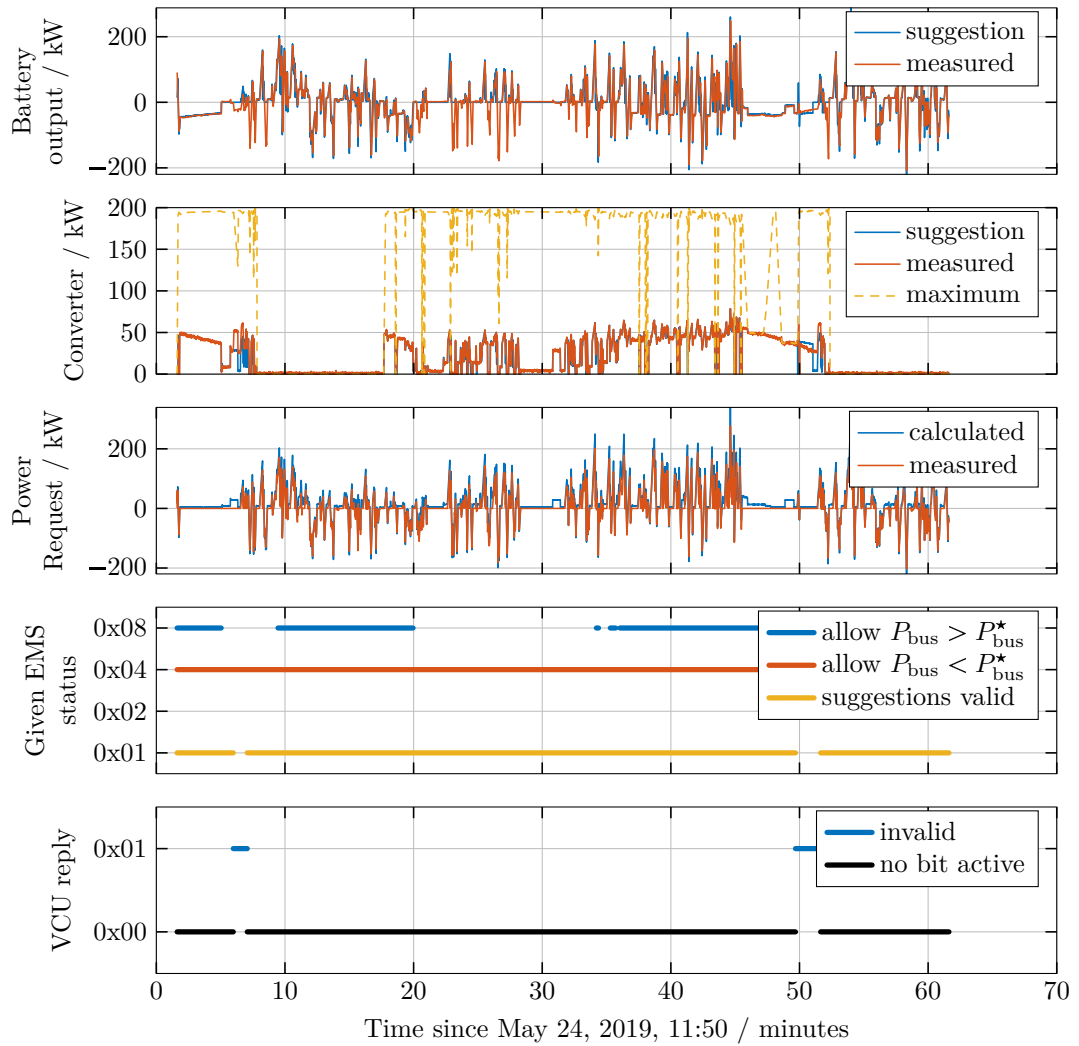 Battery
output / kW
200
0
−200
suggestion
measured
Converter / kW
200
150
100
50
0
suggestion
measured
maximum
Power
Request / kW
200
0
−200
calculated
measured
Given EMS
status
0x08
0x04
0x02
0x01
allow P_bus > P_bus^★
allow P_bus < P_bus^★
suggestions valid
VCU reply
0x01
0x00
invalid
no bit active
0 10 20 30 40 50 60 70
Time since May 24, 2019, 11:50 / minutes